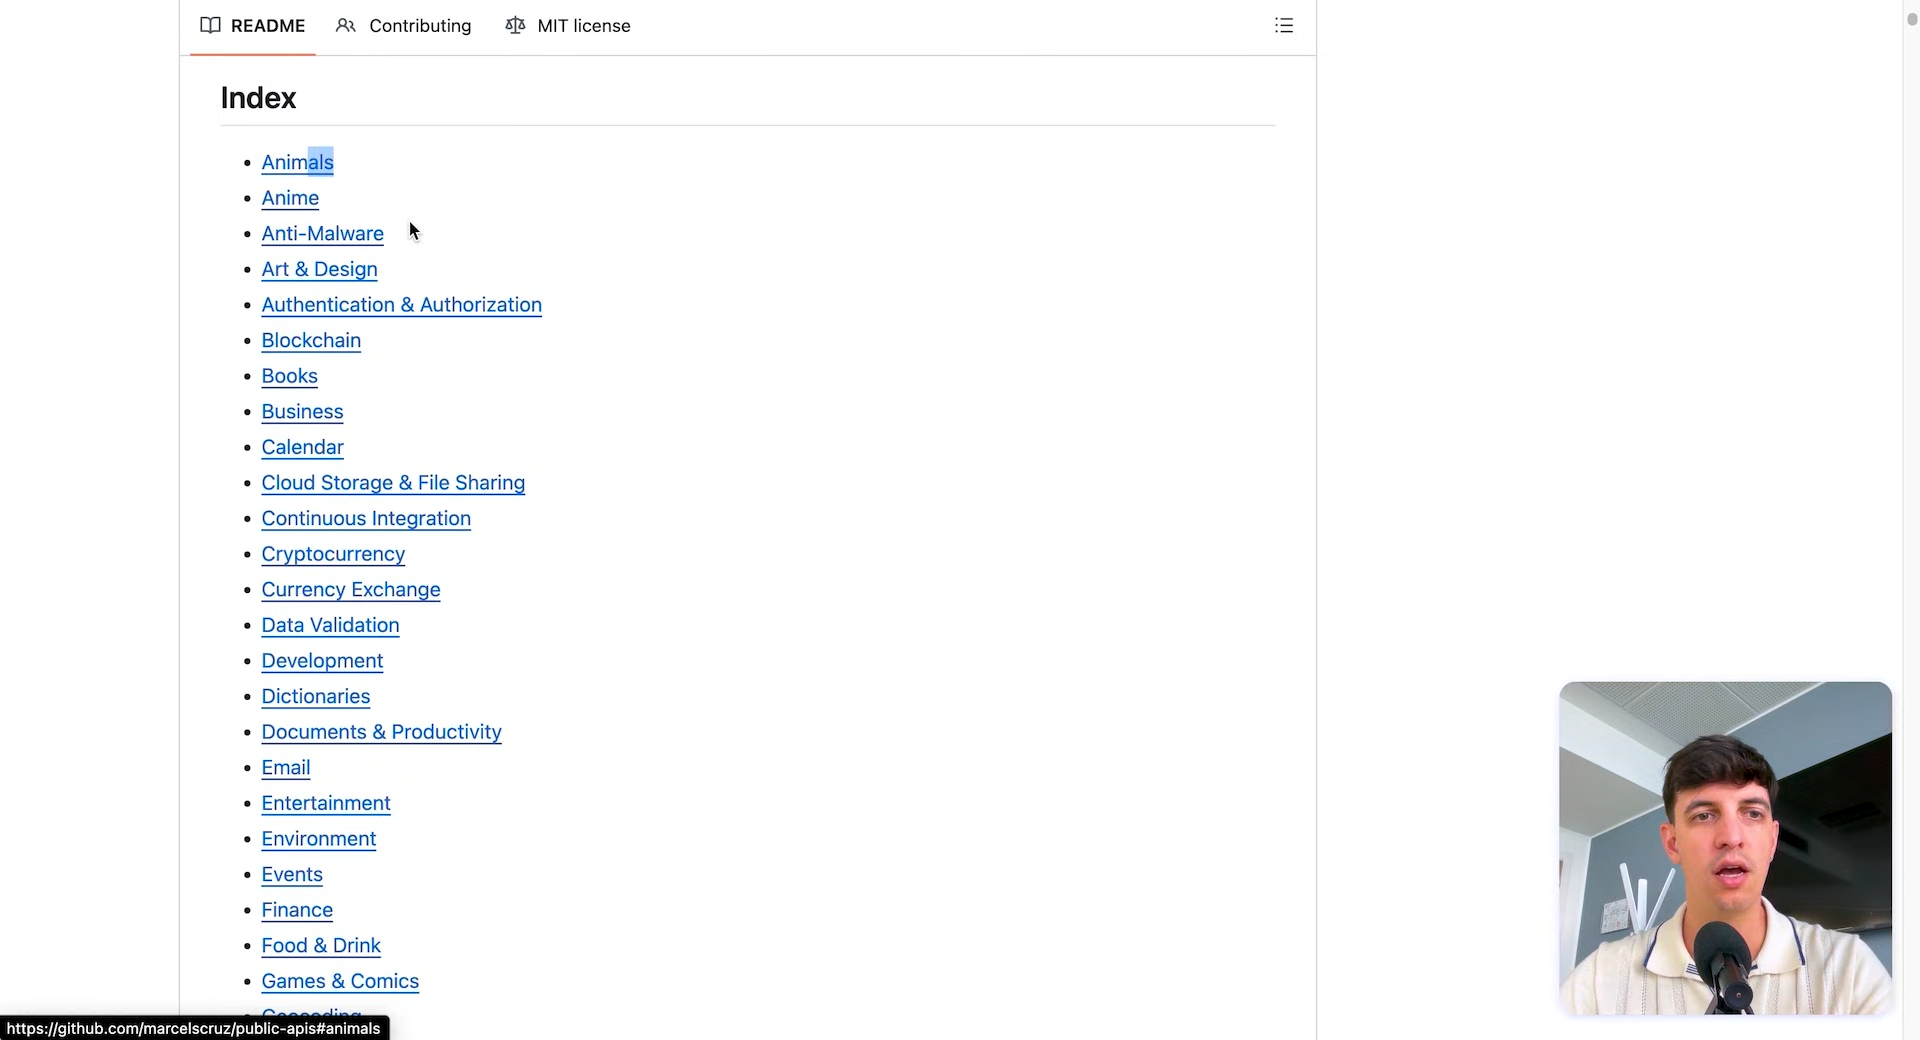 README Contributing MIT license
Index
Animals
Anime
Anti-Malware
Art & Design
Authentication & Authorization
Blockchain
Books
Business
Calendar
Cloud Storage & File Sharing
Continuous Integration
Cryptocurrency
Currency Exchange
Data Validation
Development
Dictionaries
Documents & Productivity
Email
Entertainment
Environment
Events
Finance
Food & Drink
Games & Comics
Geocoding
https://github.com/marcelscruz/public-apis#animals